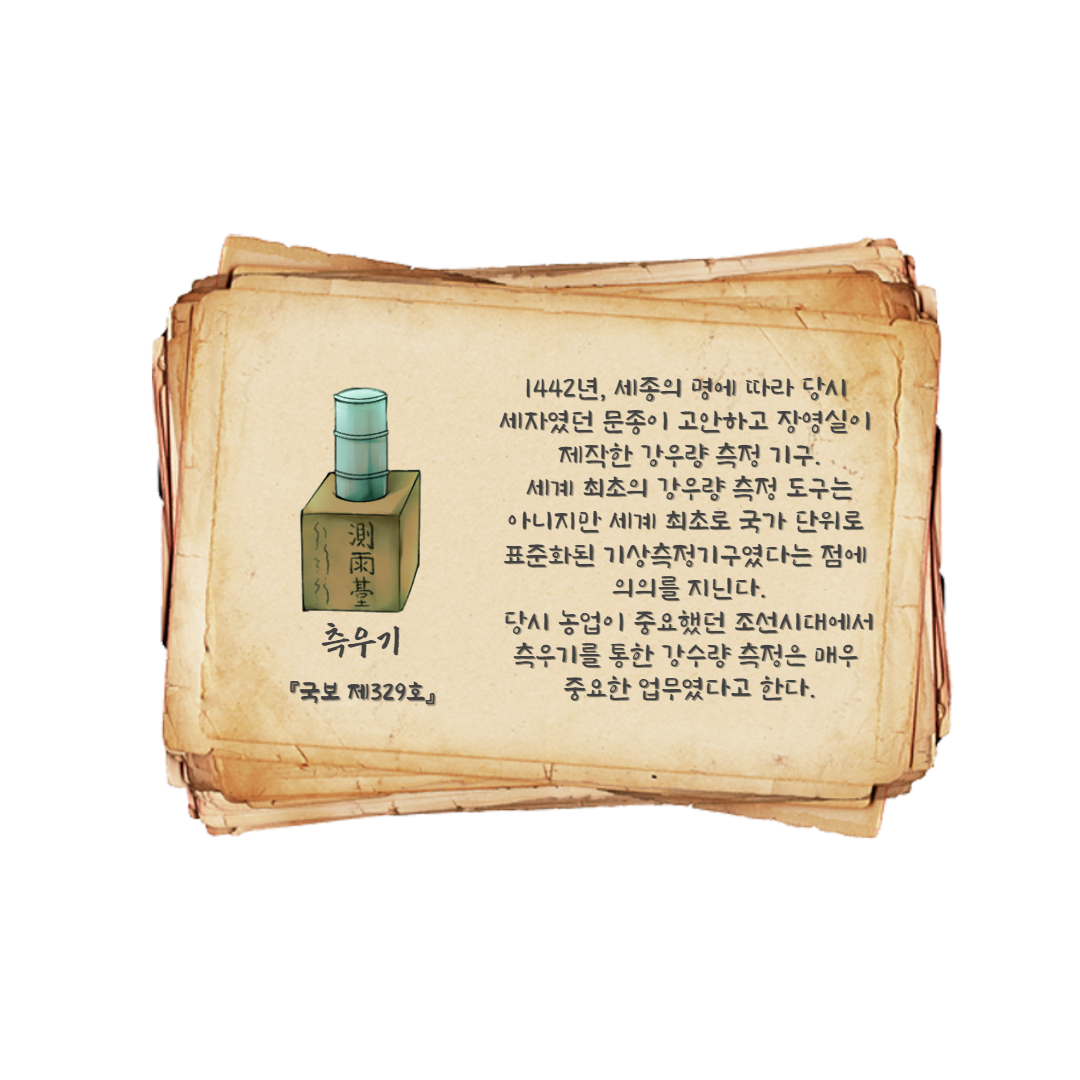 測雨臺
측우기
『국보 제329호』
1442년, 세종의 명에 따라 당시
세자였던 문종이 고안하고 장영실이
제작한 강우량 측정 기구.
세계 최초의 강우량 측정 도구는
아니지만 세계 최초로 국가 단위로
표준화된 기상측정기구였다는 점에
의의를 지닌다.
당시 농업이 중요했던 조선시대에서
측우기를 통한 강수량 측정은 매우
중요한 업무였다고 한다.